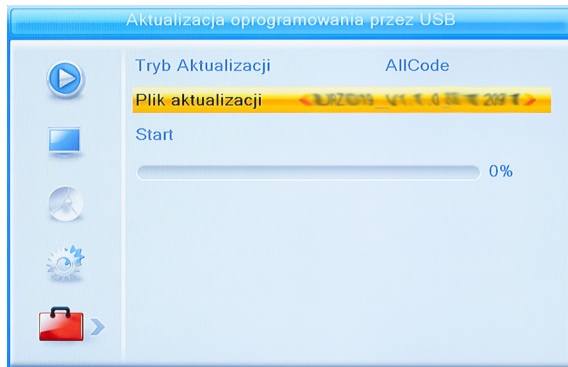 Aktualizacja oprogramowania przez USB
Tryb Aktualizacji AllCode
Plik aktualizacji
Start
0%